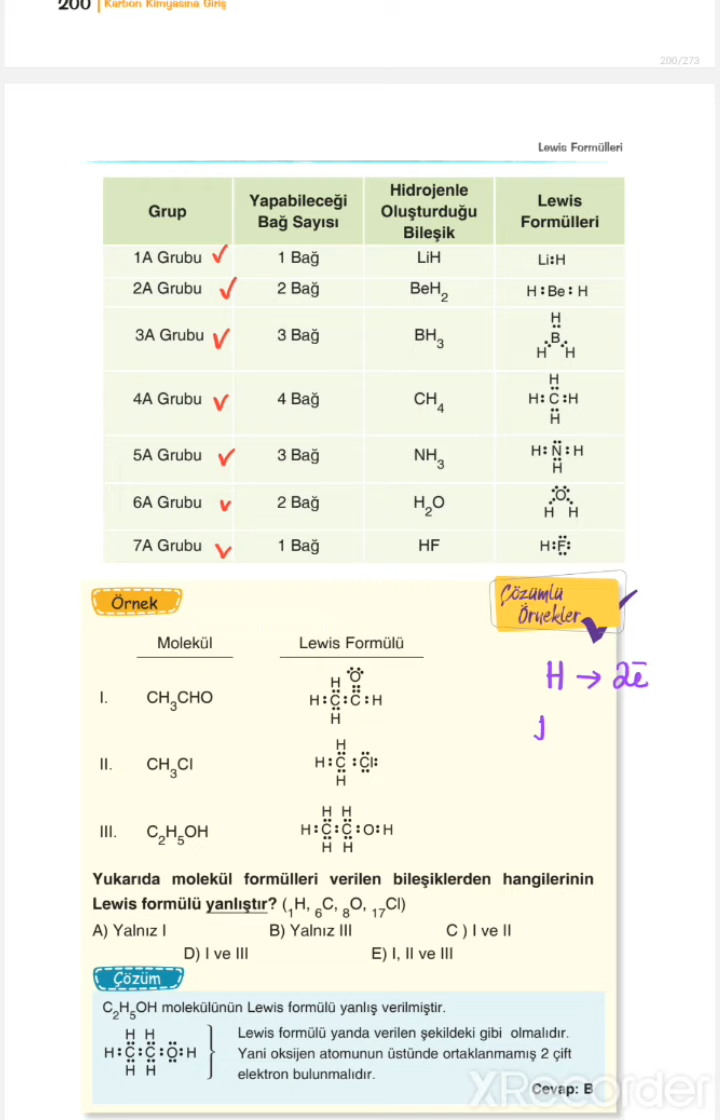 200 | Karbon Kimyasına Giriş
200/273
Lewis Formülleri
Grup Yapabileceği Bağ Sayısı Hidrojenle Oluşturduğu Bileşik Lewis Formülleri
1A Grubu ✓ 1 Bağ LiH Li:H
2A Grubu ✓ 2 Bağ BeH₂ H:Be:H
3A Grubu ✓ 3 Bağ BH₃ H B H H
4A Grubu ✓ 4 Bağ CH₄ H H:C:H H
5A Grubu ✓ 3 Bağ NH₃ H:N:H H
6A Grubu ✓ 2 Bağ H₂O O H H
7A Grubu ✓ 1 Bağ HF H:F:
Örnek
Çözümlü
Örnekler
H → 2ē
Molekül Lewis Formülü
I. CH₃CHO H O H:C:C:H H
II. CH₃Cl H H:C:Cl: H
III. C₂H₅OH H H H:C:C:O:H H H
Yukarıda molekül formülleri verilen bileşiklerden hangilerinin
Lewis formülü yanlıştır? (₁H, ₆C, ₈O, ₁₇Cl)
A) Yalnız I B) Yalnız III C ) I ve II
D) I ve III E) I, II ve III
Çözüm
C₂H₅OH molekülünün Lewis formülü yanlış verilmiştir.
H H
H:C:C:O:H
H H
Lewis formülü yanda verilen şekildeki gibi olmalıdır.
Yani oksijen atomunun üstünde ortaklanmamış 2 çift
elektron bulunmalıdır.
Cevap: B
XRecorder